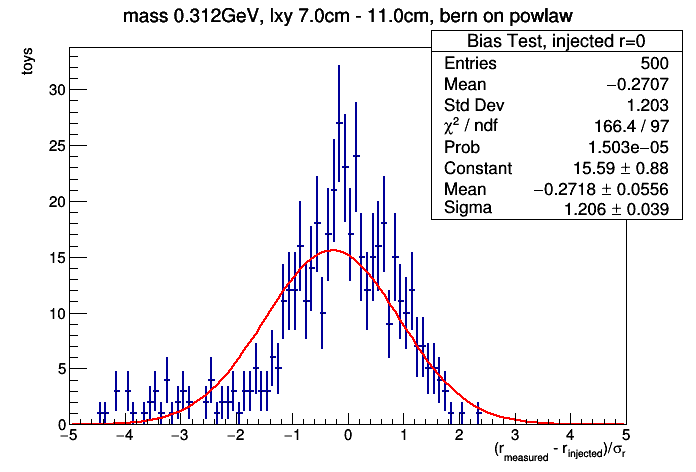 mass 0.312GeV, lxy 7.0cm - 11.0cm, bern on powlaw
Bias Test, injected r=0
Entries 500
Mean −0.2707
Std Dev 1.203
χ² / ndf 166.4 / 97
Prob 1.503e−05
Constant 15.59 ± 0.88
Mean −0.2718 ± 0.0556
Sigma 1.206 ± 0.039
toys
30
25
20
15
10
5
0
−5 −4 −3 −2 −1 0 1 2 3 4 5
(r_measured - r_injected)/σ_r